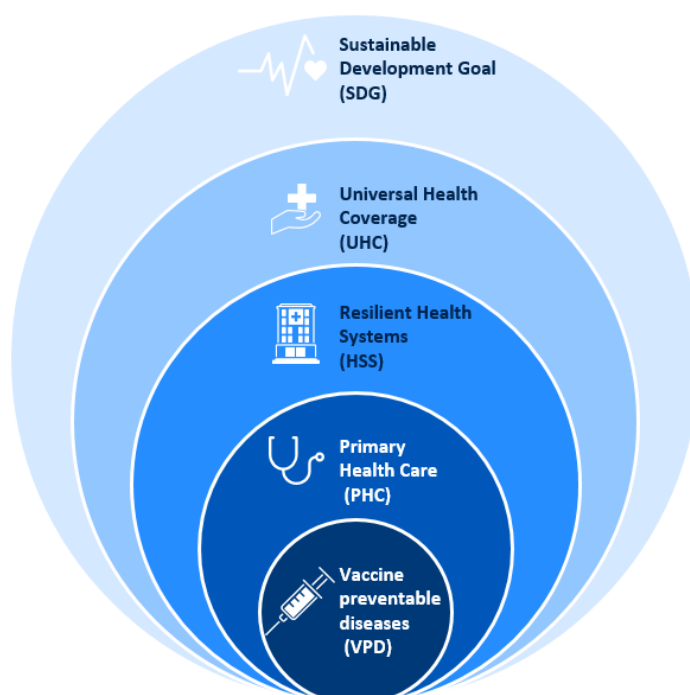 Sustainable
Development Goal
(SDG)
Universal Health
Coverage
(UHC)
Resilient Health
Systems
(HSS)
Primary
Health Care
(PHC)
Vaccine
preventable
diseases
(VPD)